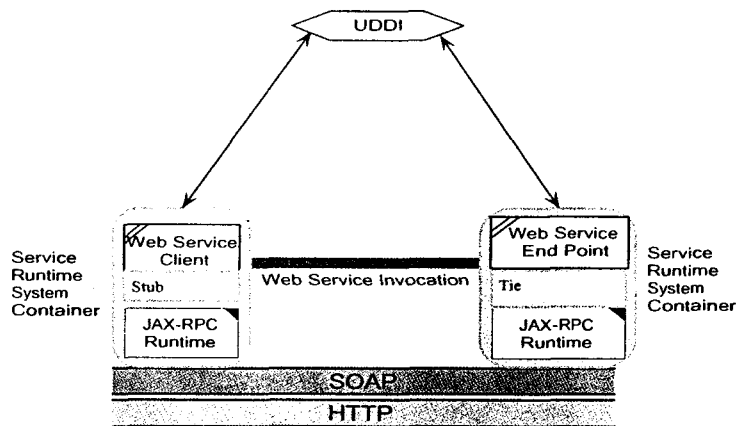 UDDI
Web Service
Client
Stub
JAX-RPC
Runtime
Service
Runtime
System
Container
Web Service Invocation
Web Service
End Point
Tie
JAX-RPC
Runtime
Service
Runtime
System
Container
SOAP
HTTP